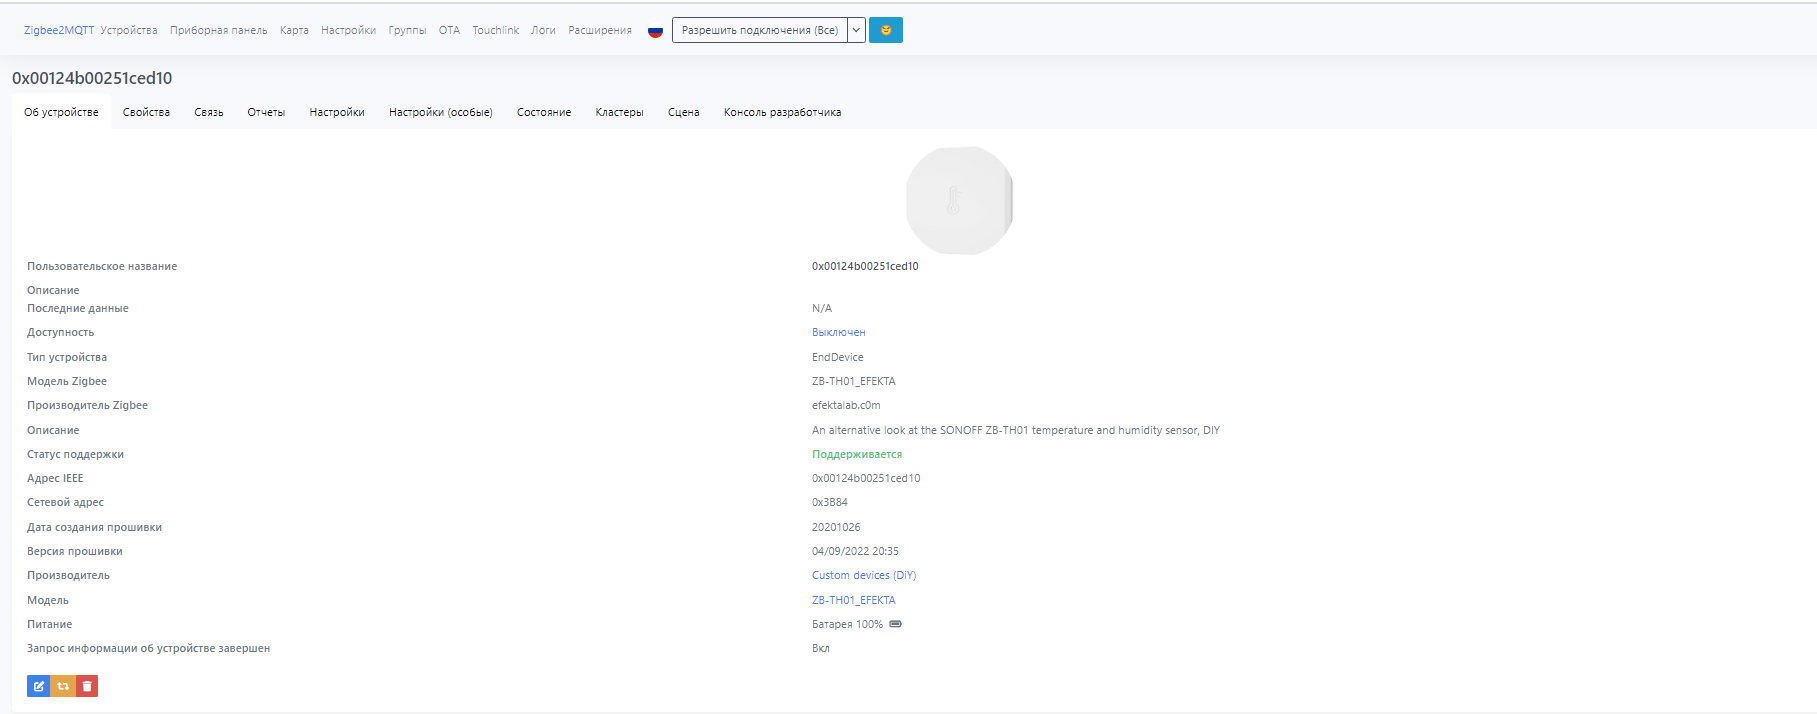 Zigbee2MQTT Устройства Приборная панель Карта Настройки Группы OTA Touchlink Логи Расширения Разрешить подключения (Все)
0x00124b00251ced10
Об устройстве Свойства Связь Отчеты Настройки Настройки (особые) Состояние Кластеры Сцена Консоль разработчика
Пользовательское название 0x00124b00251ced10
Описание
Последние данные N/A
Доступность Выключен
Тип устройства EndDevice
Модель Zigbee ZB-TH01_EFEKTA
Производитель Zigbee efektalab.c0m
Описание An alternative look at the SONOFF ZB-TH01 temperature and humidity sensor, DIY
Статус поддержки Поддерживается
Адрес IEEE 0x00124b00251ced10
Сетевой адрес 0x3B84
Дата создания прошивки 20201026
Версия прошивки 04/09/2022 20:35
Производитель Custom devices (DiY)
Модель ZB-TH01_EFEKTA
Питание Батарея 100%
Запрос информации об устройстве завершен Вкл